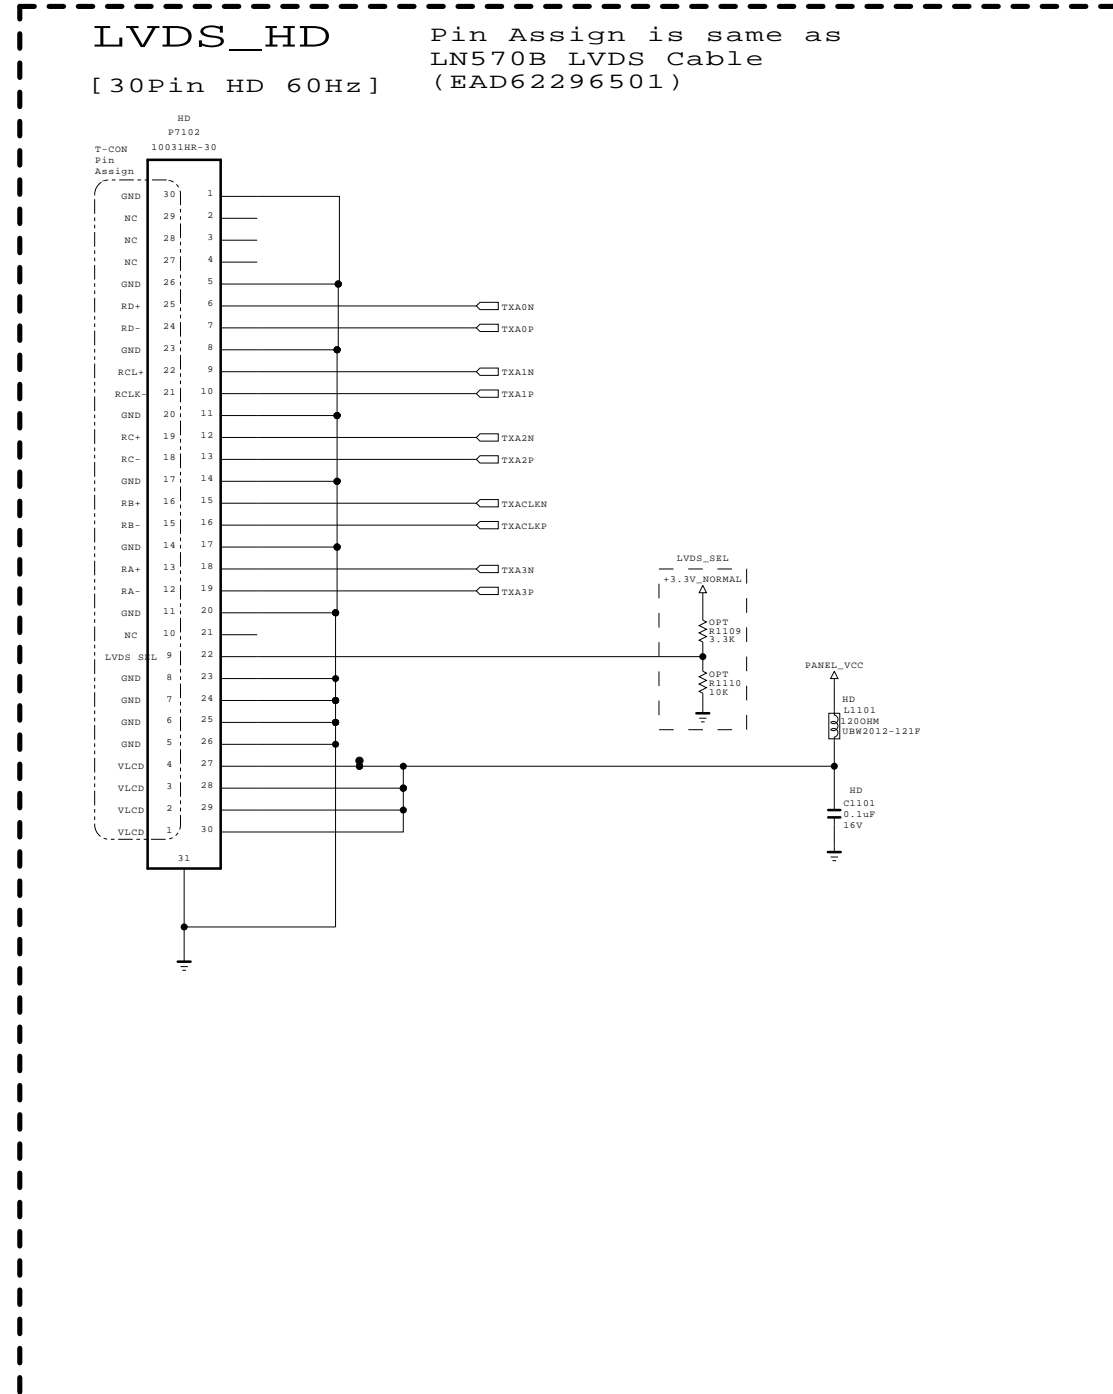 LVDS_HD
[30Pin HD 60Hz]
Pin Assign is same as
LN570B LVDS Cable
(EAD62296501)
HD
P7102
10031HR-30
T-CON
Pin
Assign
GND 30 1
NC 29 2
NC 28 3
NC 27 4
GND 26 5
RD+ 25 6 TXA0N
RD- 24 7 TXA0P
GND 23 8
RCL+ 22 9 TXA1N
RCLK- 21 10 TXA1P
GND 20 11
RC+ 19 12 TXA2N
RC- 18 13 TXA2P
GND 17 14
RB+ 16 15 TXACLKN
RB- 15 16 TXACLKP
GND 14 17
RA+ 13 18 TXA3N
RA- 12 19 TXA3P
GND 11 20
NC 10 21
LVDS SEL 9 22
GND 8 23
GND 7 24
GND 6 25
GND 5 26
VLCD 4 27
VLCD 3 28
VLCD 2 29
VLCD 1 30
31
LVDS_SEL
+3.3V_NORMAL
OPT
R1109
3.3K
OPT
R1110
10K
PANEL_VCC
HD
L1101
120OHM
UBW2012-121F
HD
C1101
0.1uF
16V